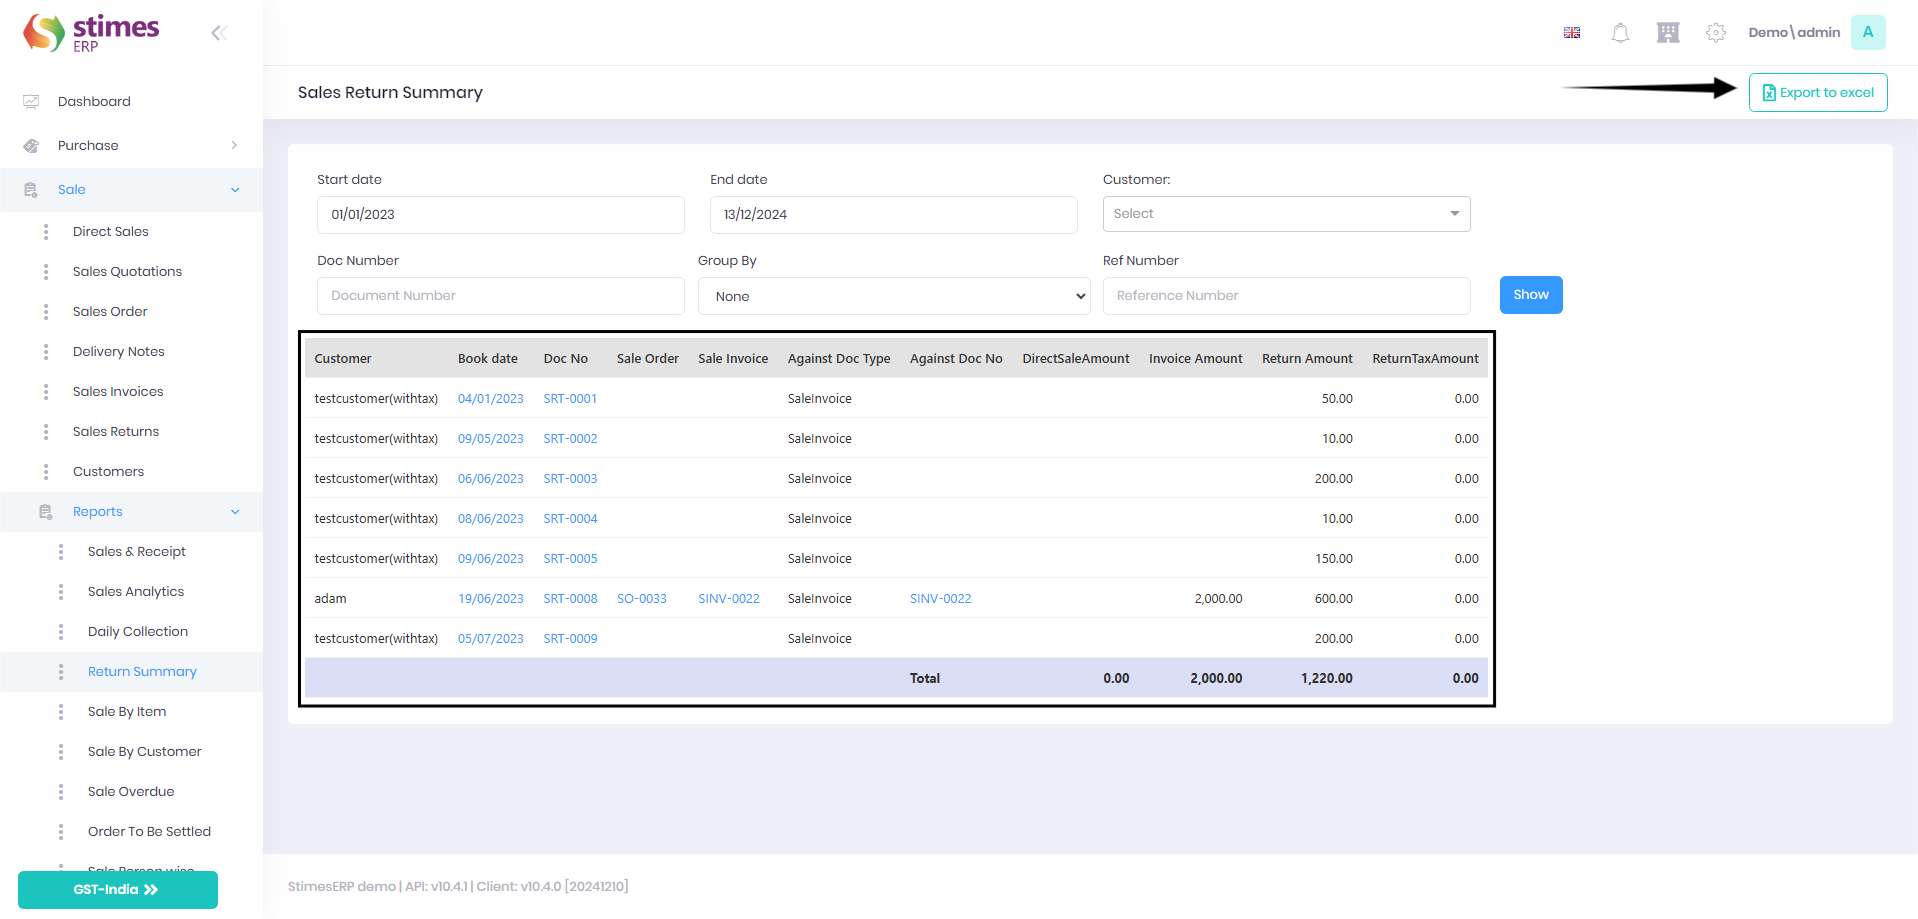 stimes
ERP
Demo\admin
A
Dashboard
Purchase
Sale
Direct Sales
Sales Quotations
Sales Order
Delivery Notes
Sales Invoices
Sales Returns
Customers
Reports
Sales & Receipt
Sales Analytics
Daily Collection
Return Summary
Sale By Item
Sale By Customer
Sale Overdue
Order To Be Settled
Sale Person wise
GST-India
Sales Return Summary
Export to excel
Start date End date Customer:
01/01/2023 13/12/2024 Select
Doc Number Group By Ref Number
Document Number None Reference Number Show
Customer Book date Doc No Sale Order Sale Invoice Against Doc Type Against Doc No DirectSaleAmount Invoice Amount Return Amount ReturnTaxAmount
testcustomer(withtax) 04/01/2023 SRT-0001 SaleInvoice 50.00 0.00
testcustomer(withtax) 09/05/2023 SRT-0002 SaleInvoice 10.00 0.00
testcustomer(withtax) 06/06/2023 SRT-0003 SaleInvoice 200.00 0.00
testcustomer(withtax) 08/06/2023 SRT-0004 SaleInvoice 10.00 0.00
testcustomer(withtax) 09/06/2023 SRT-0005 SaleInvoice 150.00 0.00
adam 19/06/2023 SRT-0008 SO-0033 SINV-0022 SaleInvoice SINV-0022 2,000.00 600.00 0.00
testcustomer(withtax) 05/07/2023 SRT-0009 SaleInvoice 200.00 0.00
Total 0.00 2,000.00 1,220.00 0.00
StimesERP demo | API: v10.4.1 | Client: v10.4.0 [20241210]